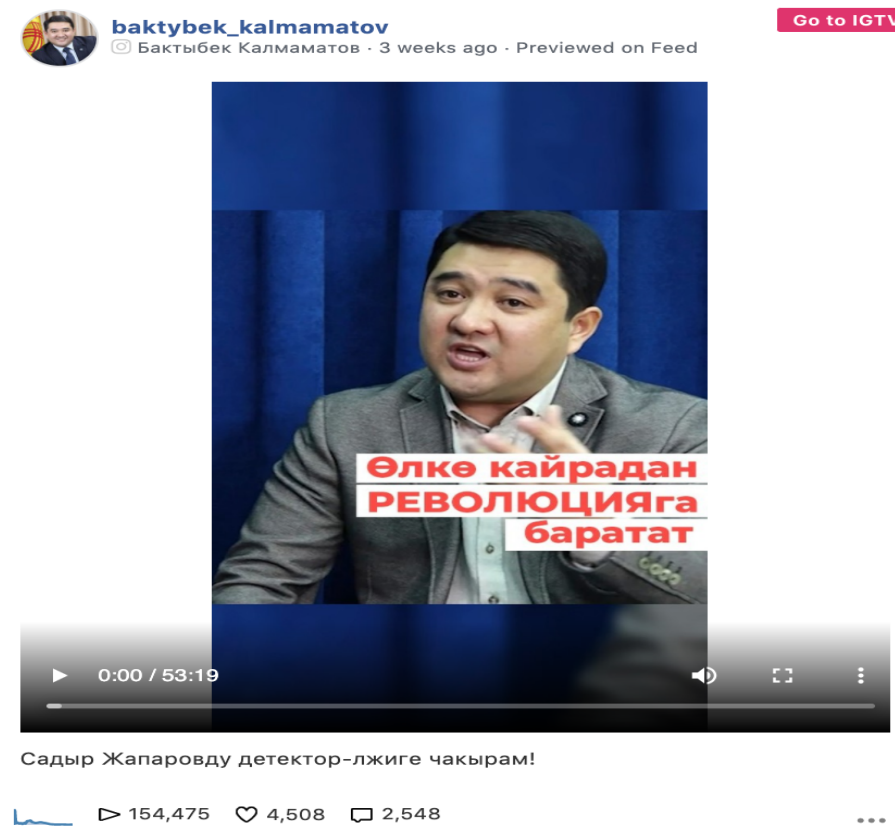 baktybek_kalmamatov
Бактыбек Калмаматов · 3 weeks ago · Previewed on Feed
Go to IGTV
Өлкө кайрадан
РЕВОЛЮЦИЯга
баратат
0:00 / 53:19
Садыр Жапаровду детектор-лжиге чакырам!
154,475 4,508 2,548